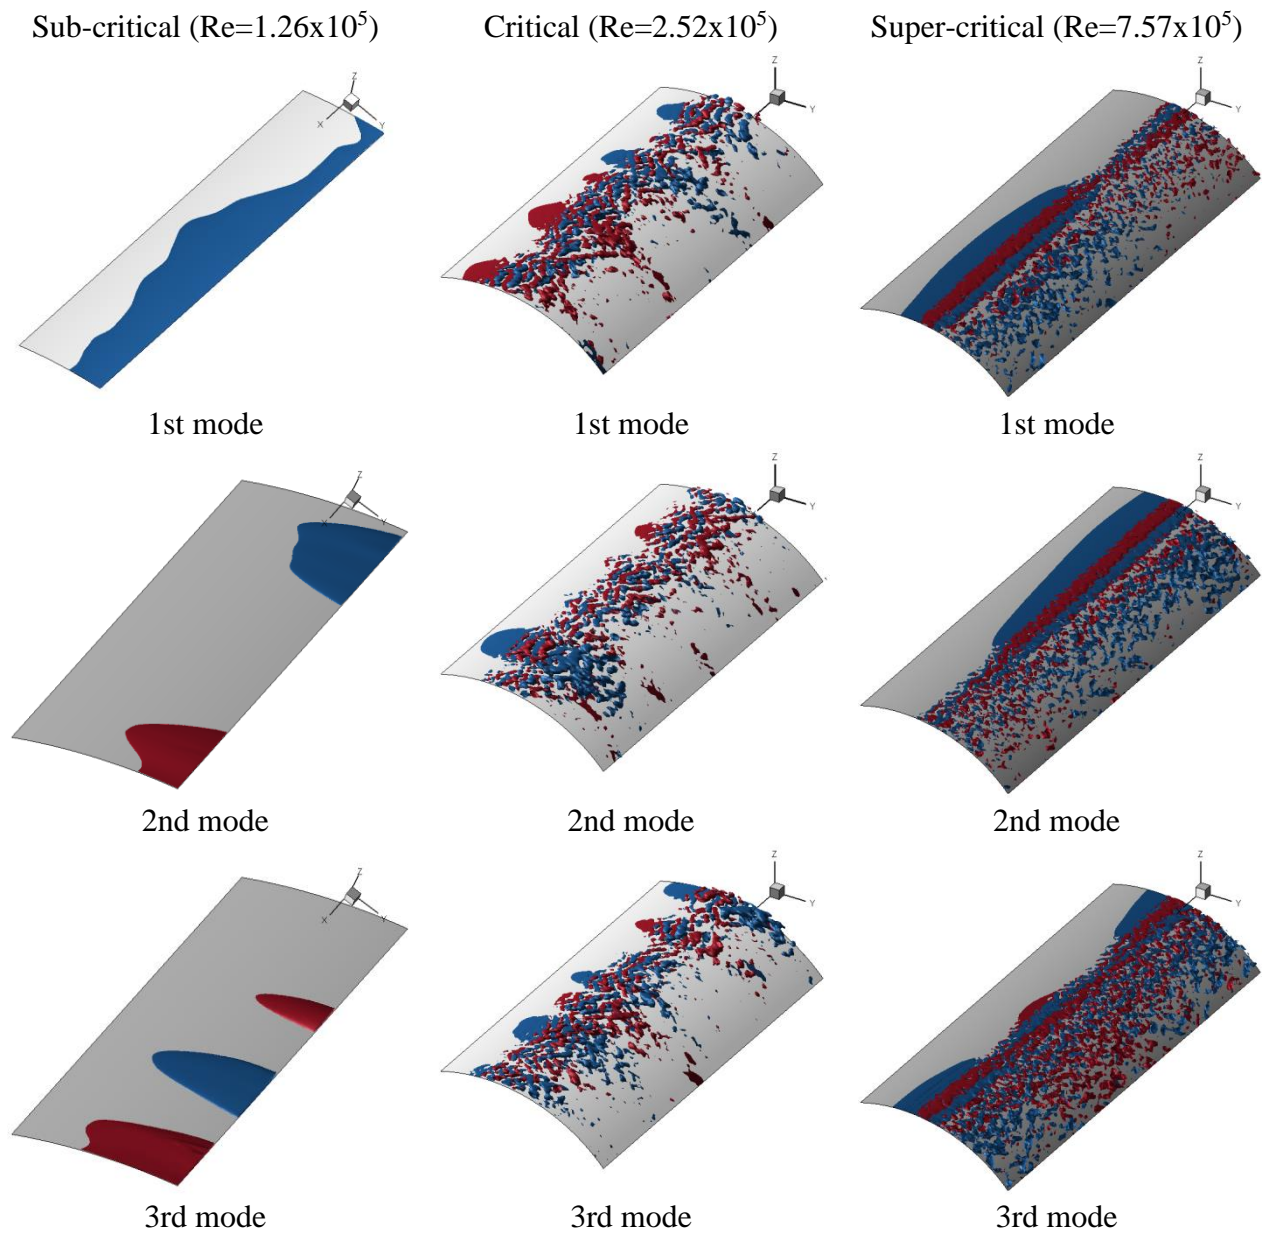 Sub-critical (Re=1.26x10⁵) Critical (Re=2.52x10⁵) Super-critical (Re=7.57x10⁵)
Z X Y Z Y Z Y
1st mode 1st mode 1st mode
Z X Y Z Y Z Y
2nd mode 2nd mode 2nd mode
Z X Y Z Y Z Y
3rd mode 3rd mode 3rd mode